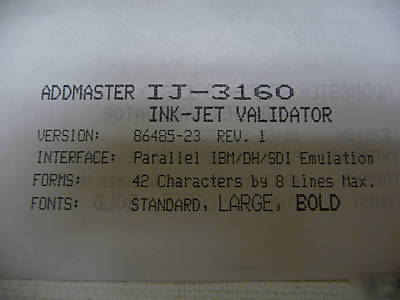 ADDMASTER IJ-3160
INK-JET VALIDATOR
VERSION: 86485-23 REV. 1
INTERFACE: Parallel IBM/DH/SDI Emulation
FORMS: 42 Characters by 8 Lines Max.
FONTS: STANDARD, LARGE, BOLD